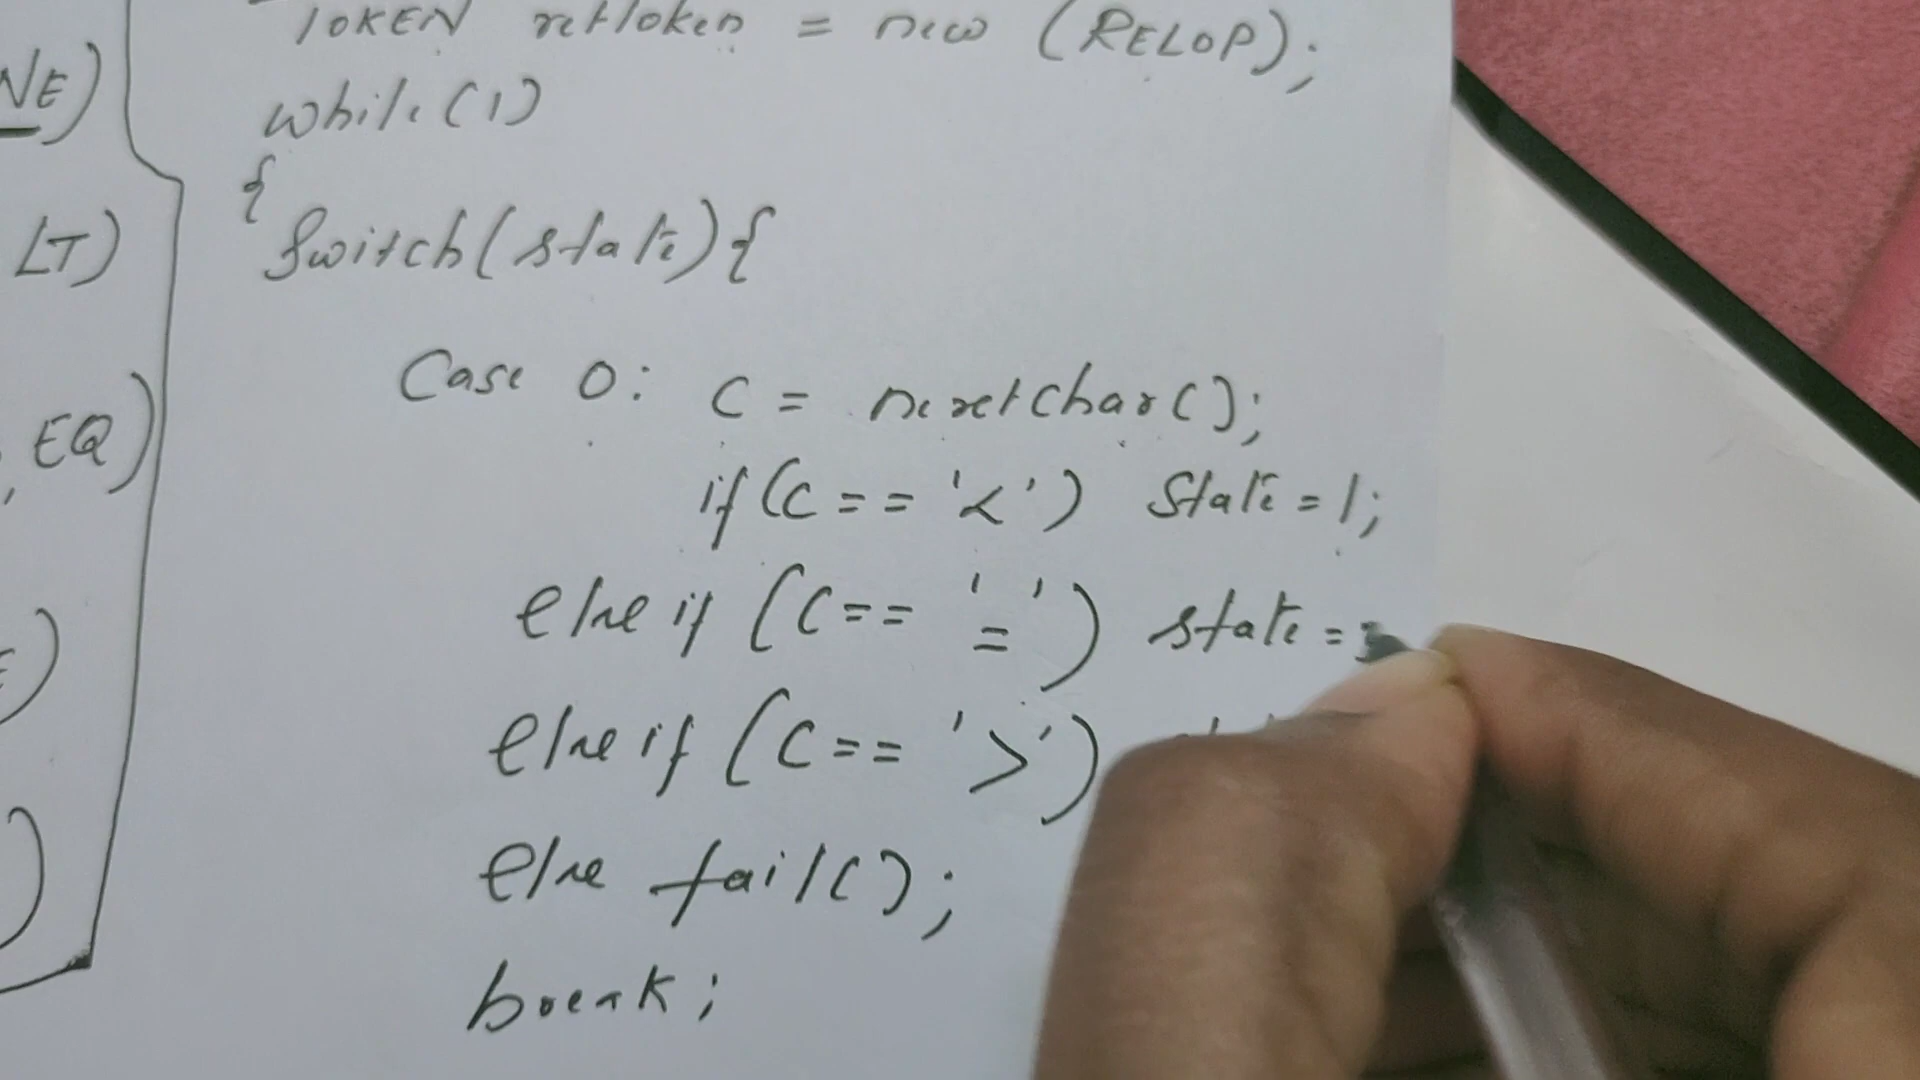 NE)
LT)
, EQ)
)
)
TOKEN retToken = new (RELOP);
while(1)
{
Switch(state){
Case 0: C = nextchar();
if(C== '<') State=1;
else if (C== '=') state =
else if (C== '>')
else fail();
break;